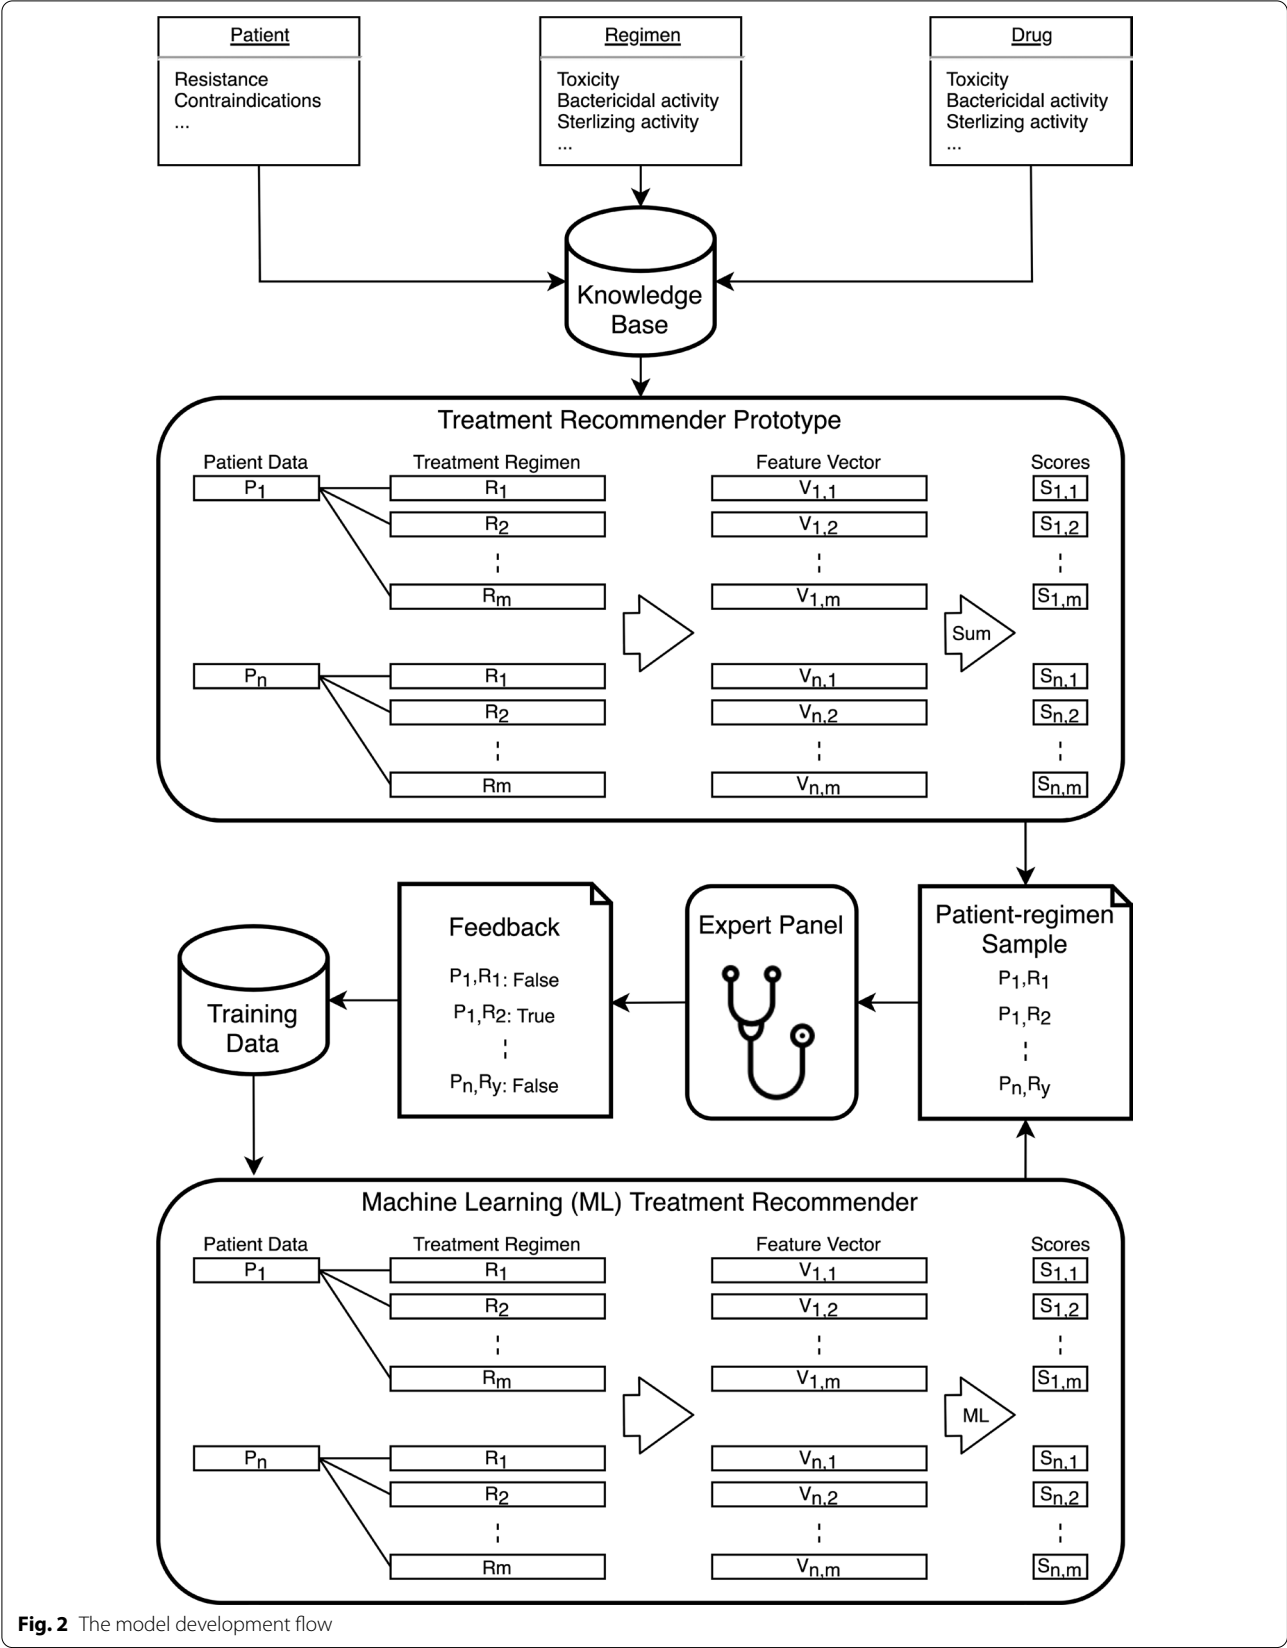 Patient
Resistance
Contraindications
...
Regimen
Toxicity
Bactericidal activity
Sterlizing activity
...
Drug
Toxicity
Bactericidal activity
Sterlizing activity
...
Knowledge
Base
Treatment Recommender Prototype
Patient Data Treatment Regimen Feature Vector Scores
P1 R1 V1,1 S1,1
R2 V1,2 S1,2
Rm V1,m S1,m
Sum
Pn R1 Vn,1 Sn,1
R2 Vn,2 Sn,2
Rm Vn,m Sn,m
Patient-regimen
Sample
P1,R1
P1,R2
Pn,Ry
Expert Panel
Feedback
P1,R1: False
P1,R2: True
Pn,Ry: False
Training
Data
Machine Learning (ML) Treatment Recommender
Patient Data Treatment Regimen Feature Vector Scores
P1 R1 V1,1 S1,1
R2 V1,2 S1,2
Rm V1,m S1,m
ML
Pn R1 Vn,1 Sn,1
R2 Vn,2 Sn,2
Rm Vn,m Sn,m
Fig. 2 The model development flow